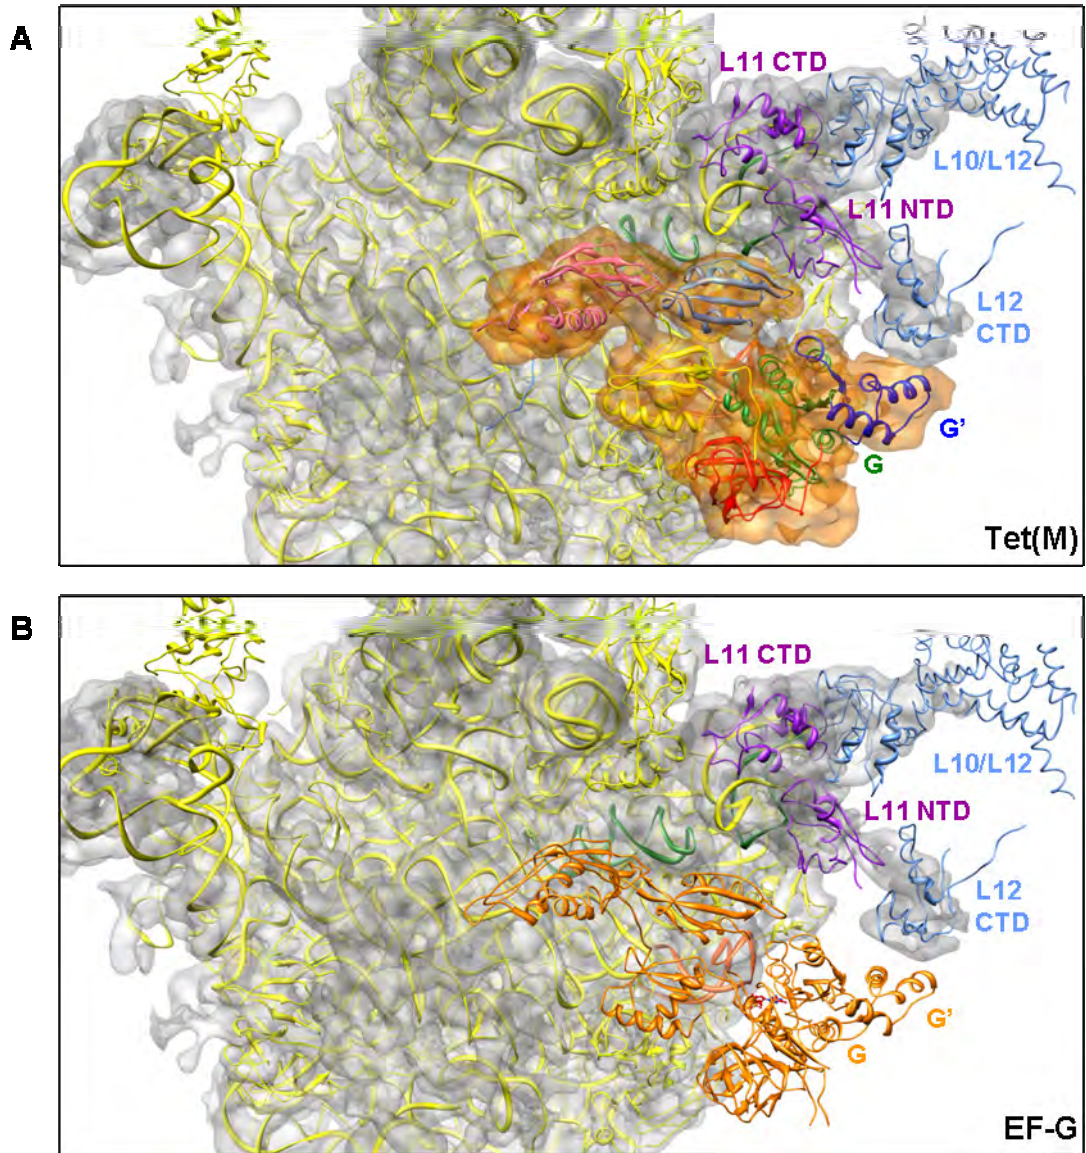 A
L11 CTD
L10/L12
L11 NTD
L12
CTD
G’
G
Tet(M)
B
L11 CTD
L10/L12
L11 NTD
L12
CTD
G’
G
EF-G